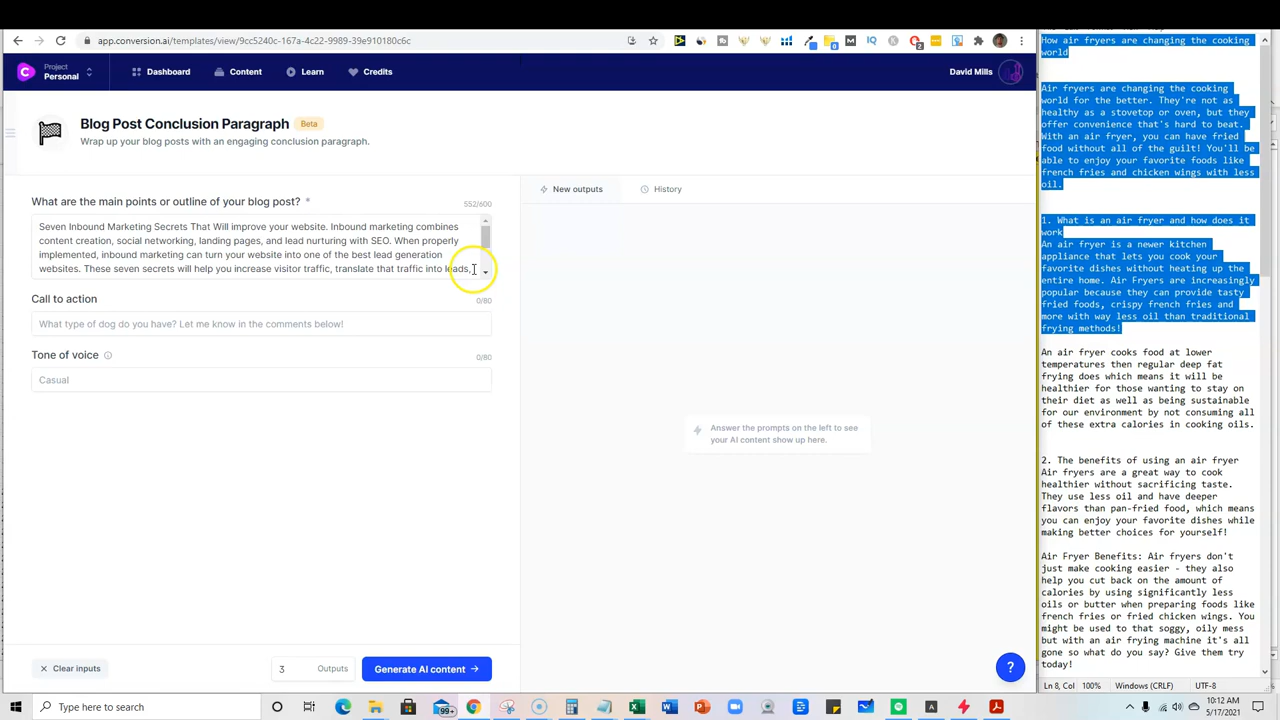 app.conversion.ai/templates/view/9cc5240c-167a-4c22-9989-39e910180c6c
Project
Personal
Dashboard
Content
Learn
Credits
David Mills
Blog Post Conclusion Paragraph
Beta
Wrap up your blog posts with an engaging conclusion paragraph.
What are the main points or outline of your blog post? *
552/600
Seven Inbound Marketing Secrets That Will improve your website. Inbound marketing combines
content creation, social networking, landing pages, and lead nurturing with SEO. When properly
implemented, inbound marketing can turn your website into one of the best lead generation
websites. These seven secrets will help you increase visitor traffic, translate that traffic into leads,
Call to action
0/80
What type of dog do you have? Let me know in the comments below!
Tone of voice
0/80
Casual
Clear inputs
3
Outputs
Generate AI content
New outputs
History
Answer the prompts on the left to see
your AI content show up here.
?
How air fryers are changing the cooking
world
Air fryers are changing the cooking
world for the better. They're not as
healthy as a stovetop or oven, but they
offer convenience that's hard to beat.
With an air fryer, you can have fried
food without all of the guilt! You'll be
able to enjoy your favorite foods like
french fries and chicken wings with less
oil.
1. What is an air fryer and how does it
work
An air fryer is a newer kitchen
appliance that lets you cook your
favorite dishes without heating up the
entire home. Air Fryers are increasingly
popular because they can provide tasty
fried foods, crispy french fries and
more with way less oil than traditional
frying methods!
An air fryer cooks food at lower
temperatures then regular deep fat
frying does which means it will be
healthier for those wanting to stay on
their diet as well as being sustainable
for our environment by not consuming all
of these extra calories in cooking oils.
2. The benefits of using an air fryer
Air fryers are a great way to cook
healthier without sacrificing taste.
They use less oil and have deeper
flavors than pan-fried food, which means
you can enjoy your favorite dishes while
making better choices for yourself!
Air Fryer Benefits: Air fryers don't
just make cooking easier - they also
help you cut back on the amount of
calories by using significantly less
oils or butter when preparing foods like
french fries or fried chicken wings. You
might be used to that soggy, oily mess
but with an air frying machine it's all
gone so what do you say? Give them try
today!
Ln 8, Col
100%
Windows (CRLF)
UTF-8
Type here to search
99+
10:12 AM
5/17/2021